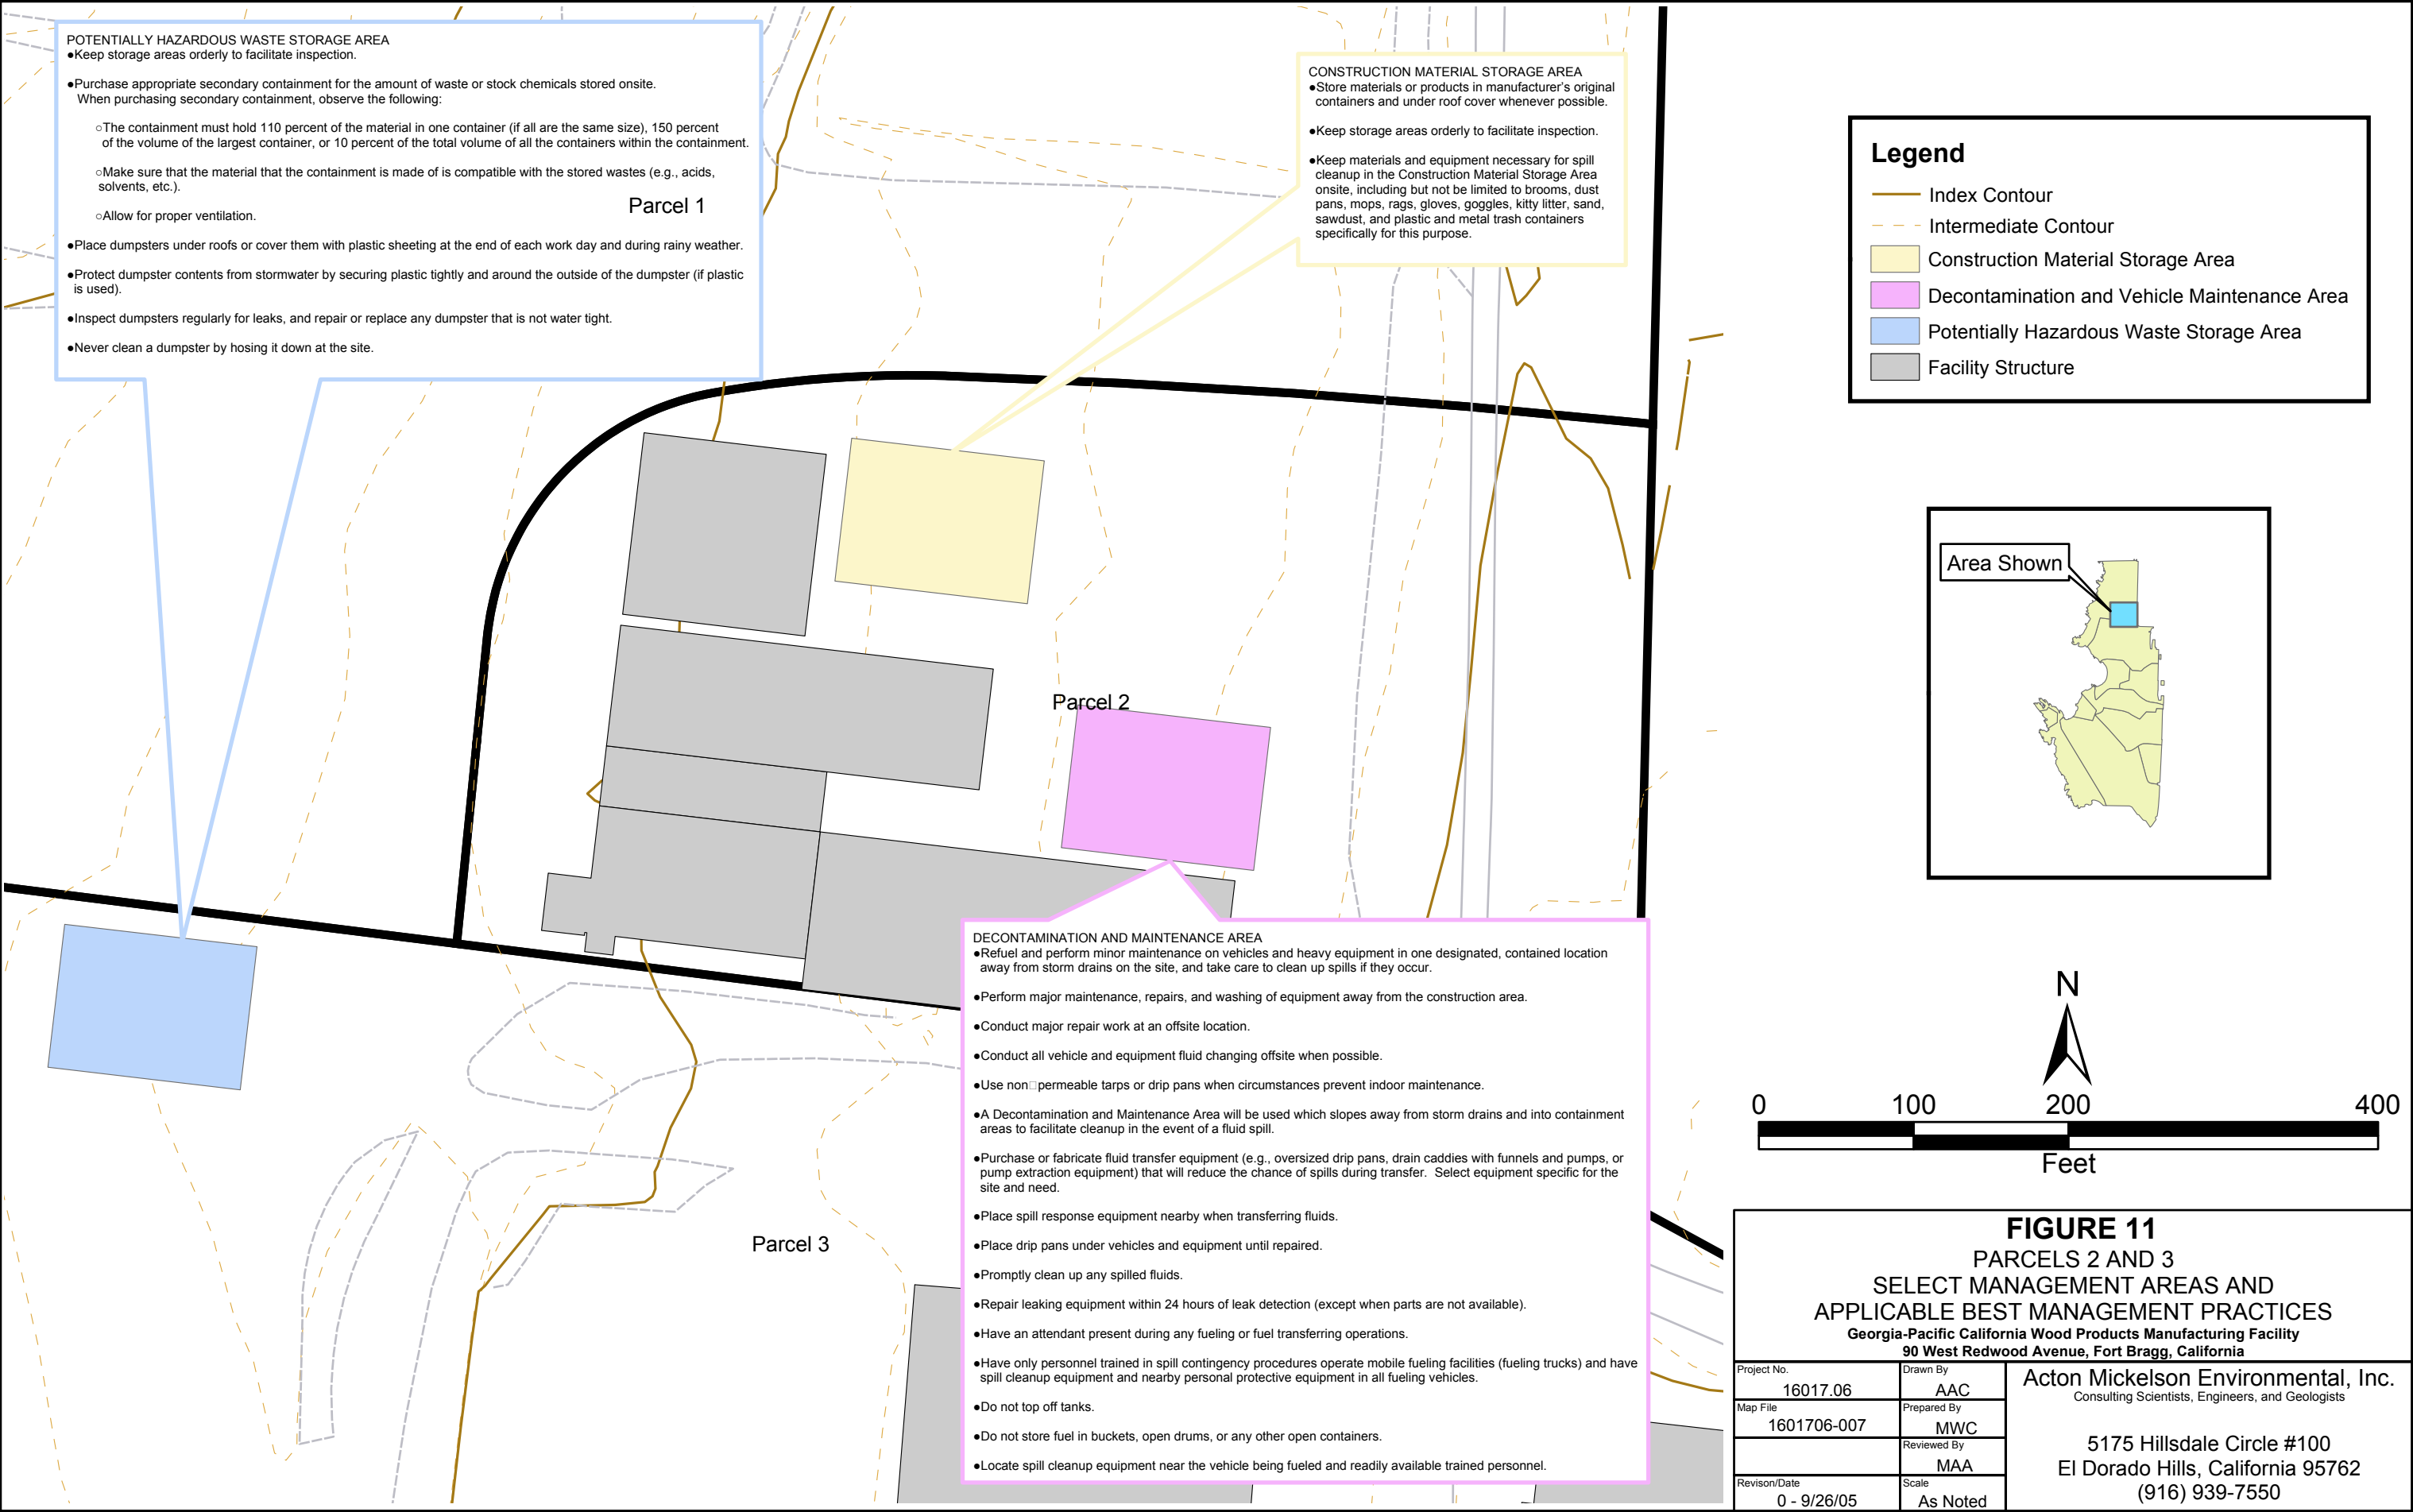 POTENTIALLY HAZARDOUS WASTE STORAGE AREA
●Keep storage areas orderly to facilitate inspection.
●Purchase appropriate secondary containment for the amount of waste or stock chemicals stored onsite.
When purchasing secondary containment, observe the following:
○The containment must hold 110 percent of the material in one container (if all are the same size), 150 percent
of the volume of the largest container, or 10 percent of the total volume of all the containers within the containment.
○Make sure that the material that the containment is made of is compatible with the stored wastes (e.g., acids,
solvents, etc.).
○Allow for proper ventilation.
Parcel 1
●Place dumpsters under roofs or cover them with plastic sheeting at the end of each work day and during rainy weather.
●Protect dumpster contents from stormwater by securing plastic tightly and around the outside of the dumpster (if plastic
is used).
●Inspect dumpsters regularly for leaks, and repair or replace any dumpster that is not water tight.
●Never clean a dumpster by hosing it down at the site.
CONSTRUCTION MATERIAL STORAGE AREA
●Store materials or products in manufacturer's original
containers and under roof cover whenever possible.
●Keep storage areas orderly to facilitate inspection.
●Keep materials and equipment necessary for spill
cleanup in the Construction Material Storage Area
onsite, including but not be limited to brooms, dust
pans, mops, rags, gloves, goggles, kitty litter, sand,
sawdust, and plastic and metal trash containers
specifically for this purpose.
Legend
Index Contour
Intermediate Contour
Construction Material Storage Area
Decontamination and Vehicle Maintenance Area
Potentially Hazardous Waste Storage Area
Facility Structure
Area Shown
Parcel 2
DECONTAMINATION AND MAINTENANCE AREA
●Refuel and perform minor maintenance on vehicles and heavy equipment in one designated, contained location
away from storm drains on the site, and take care to clean up spills if they occur.
●Perform major maintenance, repairs, and washing of equipment away from the construction area.
●Conduct major repair work at an offsite location.
●Conduct all vehicle and equipment fluid changing offsite when possible.
●Use non□permeable tarps or drip pans when circumstances prevent indoor maintenance.
●A Decontamination and Maintenance Area will be used which slopes away from storm drains and into containment
areas to facilitate cleanup in the event of a fluid spill.
●Purchase or fabricate fluid transfer equipment (e.g., oversized drip pans, drain caddies with funnels and pumps, or
pump extraction equipment) that will reduce the chance of spills during transfer. Select equipment specific for the
site and need.
●Place spill response equipment nearby when transferring fluids.
●Place drip pans under vehicles and equipment until repaired.
●Promptly clean up any spilled fluids.
●Repair leaking equipment within 24 hours of leak detection (except when parts are not available).
●Have an attendant present during any fueling or fuel transferring operations.
●Have only personnel trained in spill contingency procedures operate mobile fueling facilities (fueling trucks) and have
spill cleanup equipment and nearby personal protective equipment in all fueling vehicles.
●Do not top off tanks.
●Do not store fuel in buckets, open drums, or any other open containers.
●Locate spill cleanup equipment near the vehicle being fueled and readily available trained personnel.
Parcel 3
N
0 100 200 400
Feet
FIGURE 11
PARCELS 2 AND 3
SELECT MANAGEMENT AREAS AND
APPLICABLE BEST MANAGEMENT PRACTICES
Georgia-Pacific California Wood Products Manufacturing Facility
90 West Redwood Avenue, Fort Bragg, California
Project No.
16017.06
Drawn By
AAC
Map File
1601706-007
Prepared By
MWC
Reviewed By
MAA
Revison/Date
0 - 9/26/05
Scale
As Noted
Acton Mickelson Environmental, Inc.
Consulting Scientists, Engineers, and Geologists
5175 Hillsdale Circle #100
El Dorado Hills, California 95762
(916) 939-7550